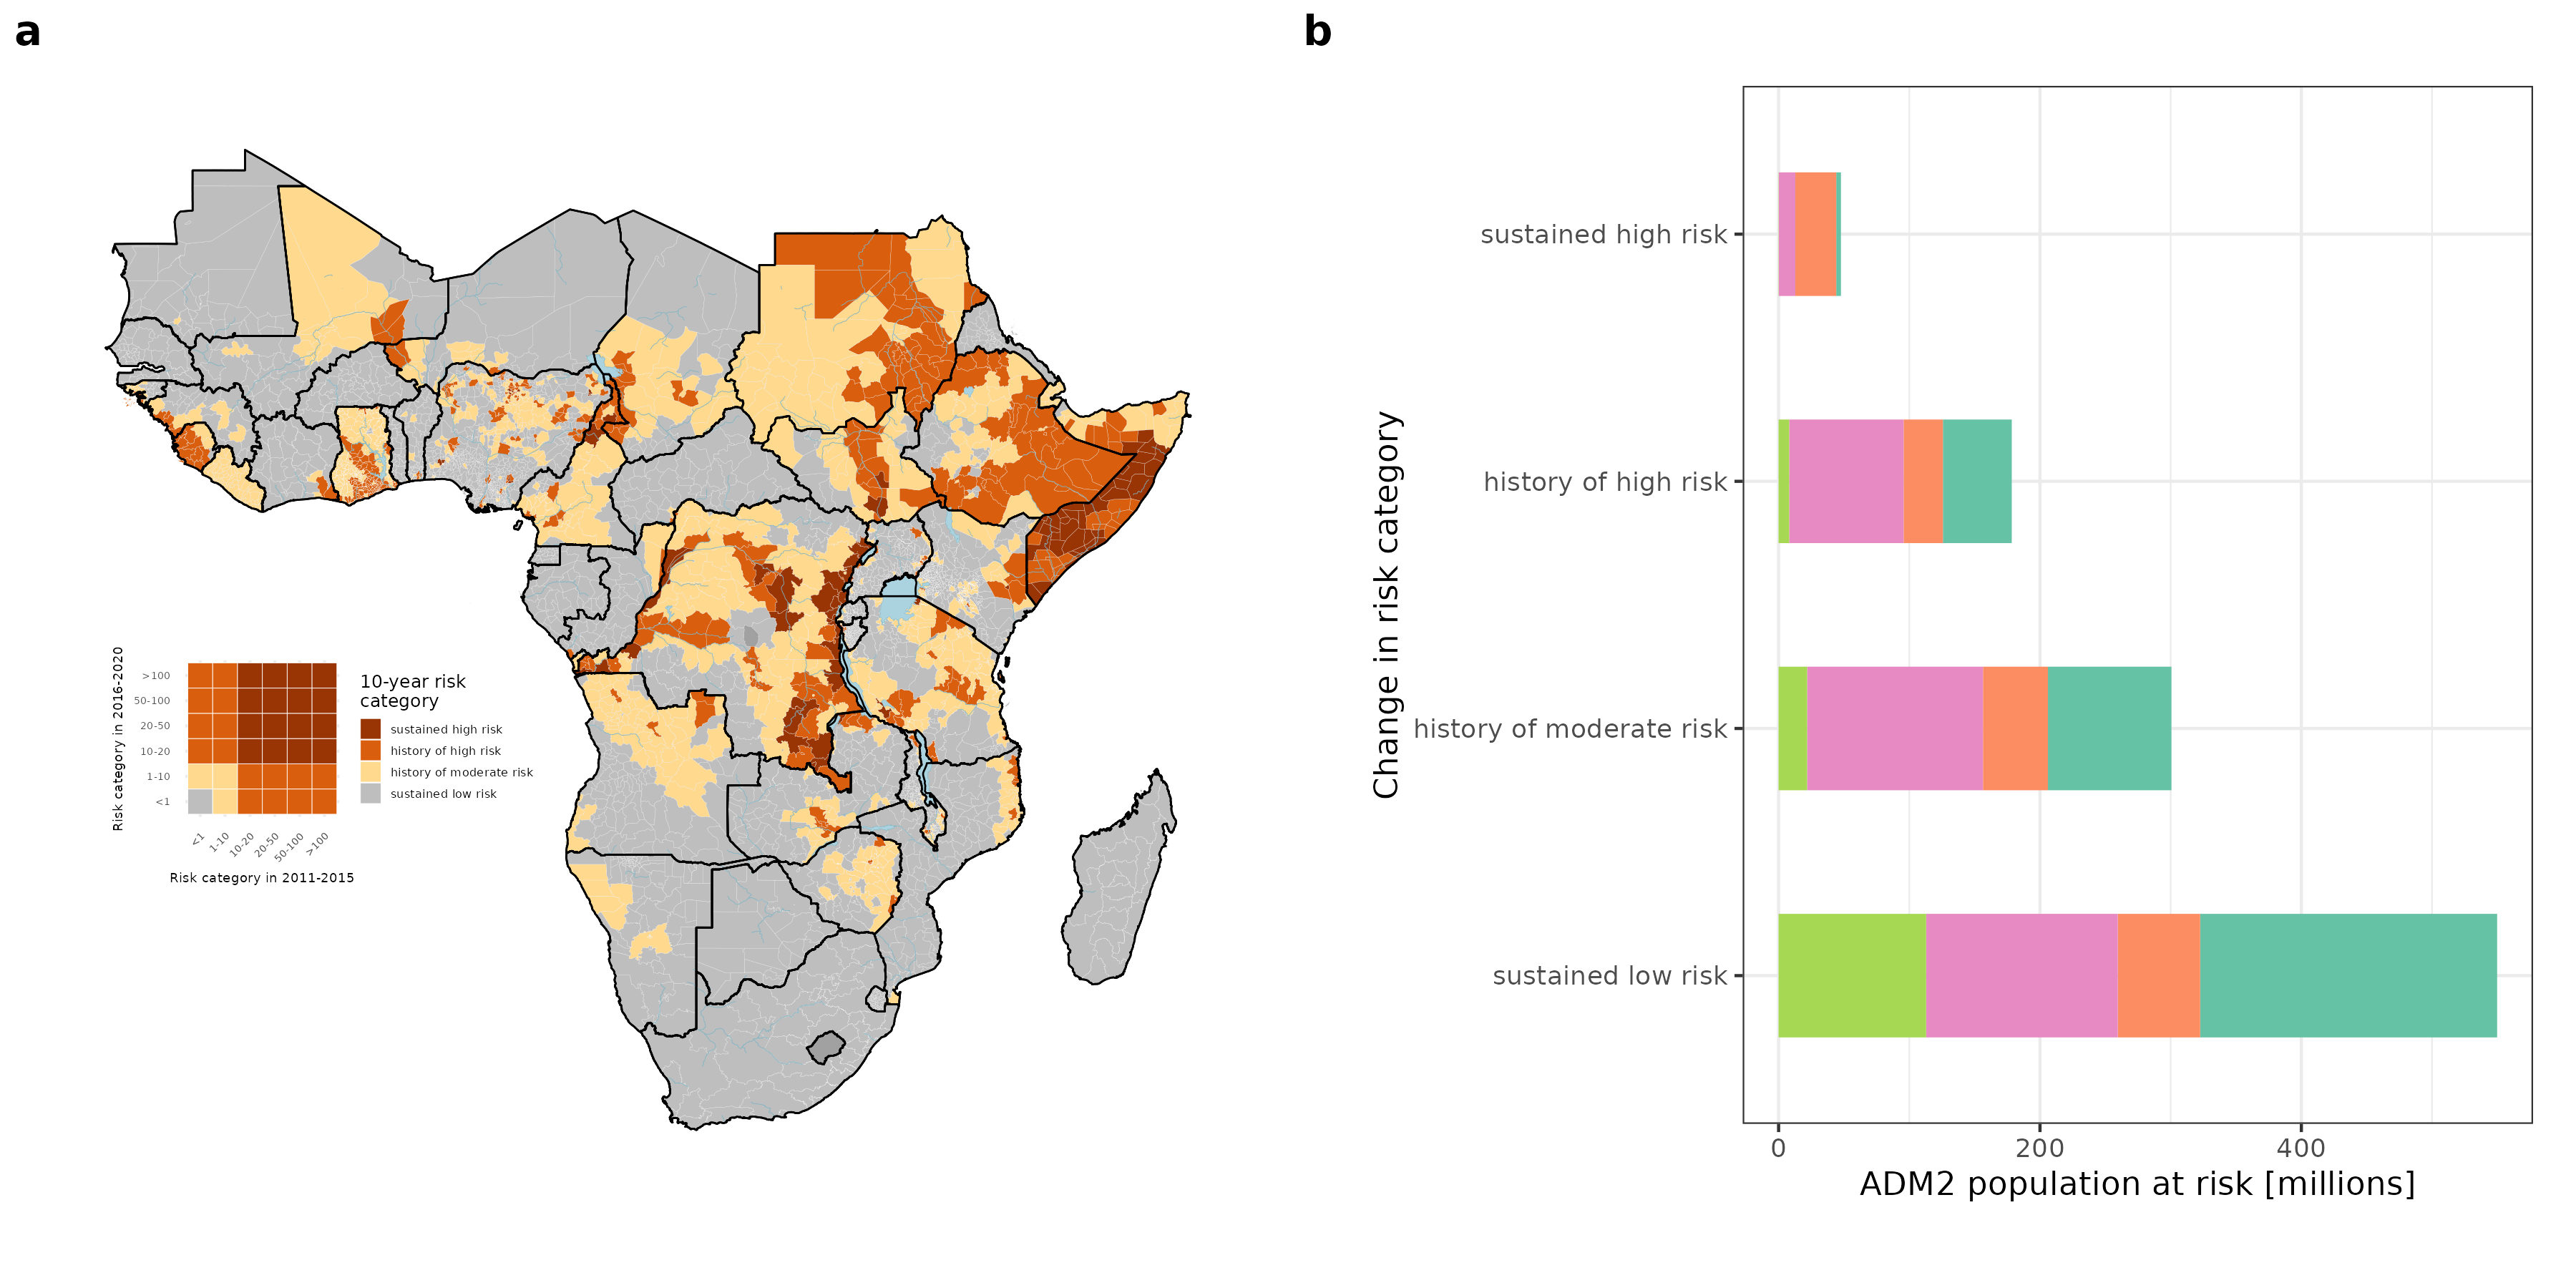 a
Risk category in 2016-2020
>100
50-100
20-50
10-20
1-10
<1
<1
1-10
10-20
20-50
50-100
>100
Risk category in 2011-2015
10-year risk
category
sustained high risk
history of high risk
history of moderate risk
sustained low risk
b
Change in risk category
sustained high risk
history of high risk
history of moderate risk
sustained low risk
0
200
400
ADM2 population at risk [millions]